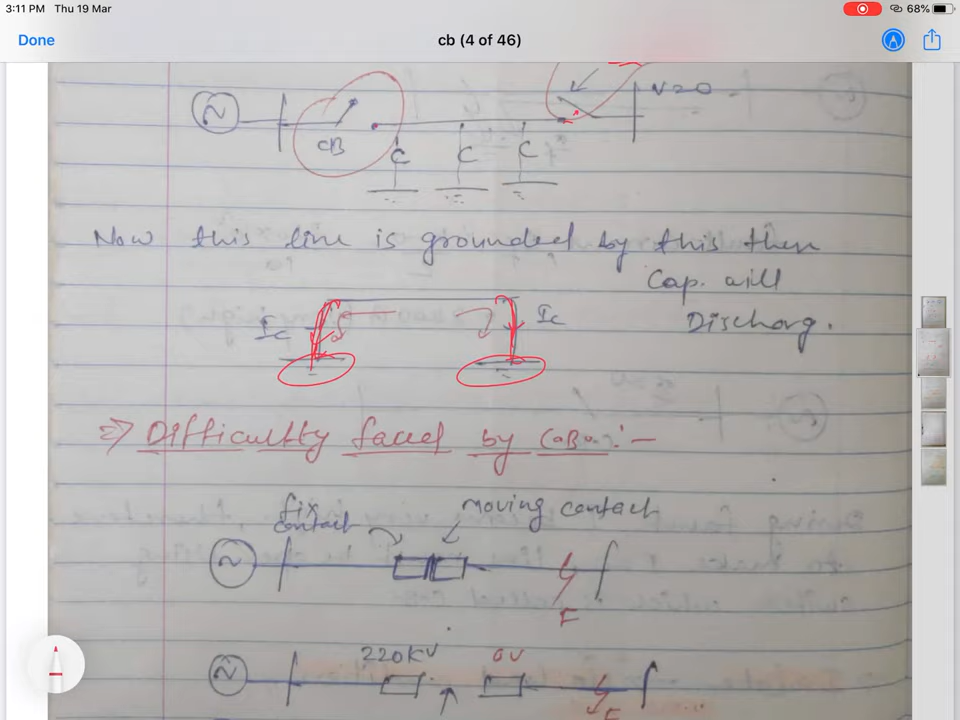 3:11 PM Thu 19 Mar
68%
Done
cb (4 of 46)
V=0
CB
C C C
Now this line is grounded by this then
Cap. will
Discharg.
Ic Ic
⇒ Difficultty faced by :-
fix contact
moving contact
F
220KV 0V
F